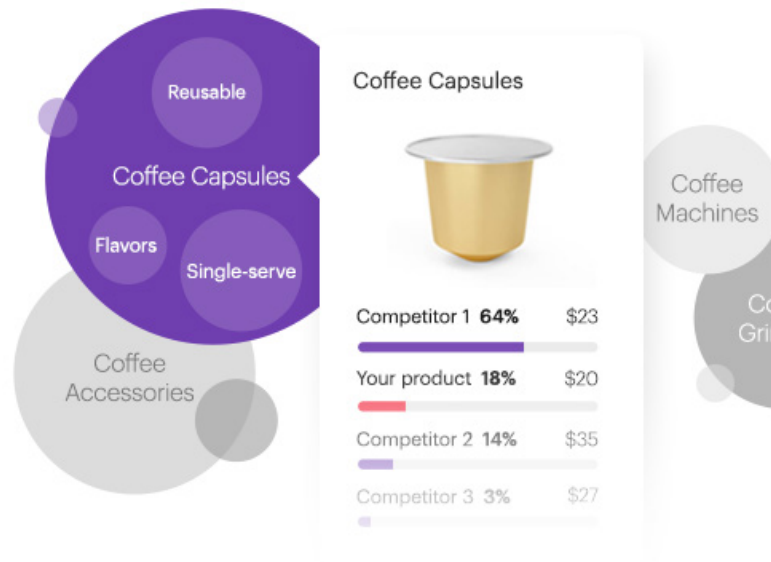 Reusable
Coffee Capsules
Flavors
Single-serve
Coffee
Accessories
Coffee Capsules
Competitor 1 64% $23
Your product 18% $20
Competitor 2 14% $35
Competitor 3 3% $27
Coffee
Machines